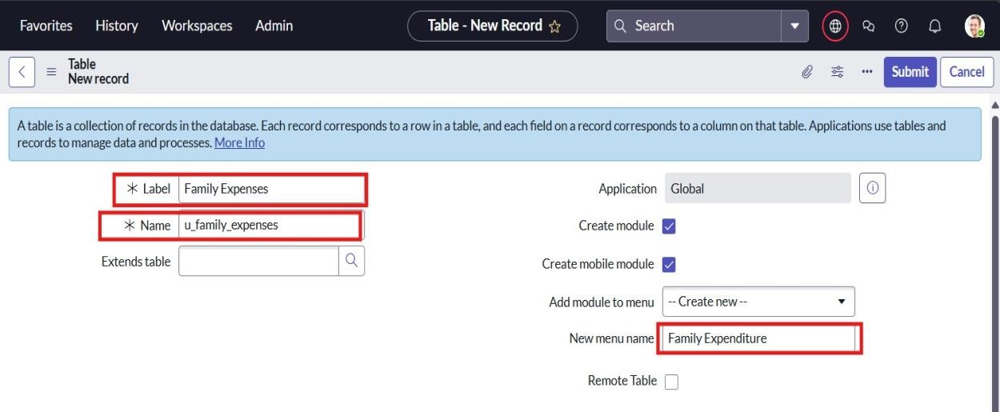 Favorites History Workspaces Admin Table - New Record Search
Table
New record
Submit Cancel
A table is a collection of records in the database. Each record corresponds to a row in a table, and each field on a record corresponds to a column on that table. Applications use tables and
records to manage data and processes. More Info
* Label Family Expenses
Application Global
* Name u_family_expenses
Create module
Extends table
Create mobile module
Add module to menu -- Create new --
New menu name Family Expenditure
Remote Table